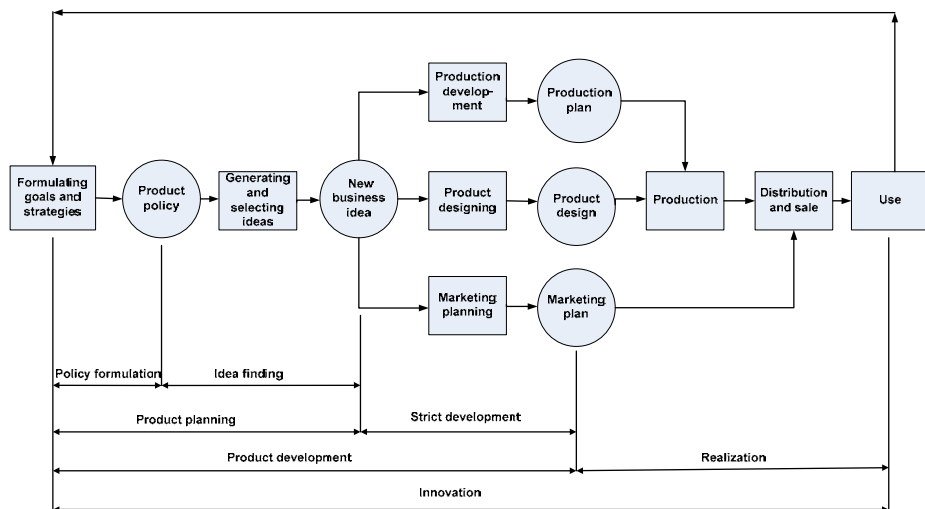 Production
develop-
ment
Production
plan
Formulating
goals and
strategies
Product
policy
Generating
and
selecting
ideas
New
business
idea
Product
designing
Product
design
Production
Distribution
and sale
Use
Marketing
planning
Marketing
plan
Policy formulation
Idea finding
Product planning
Strict development
Product development
Realization
Innovation